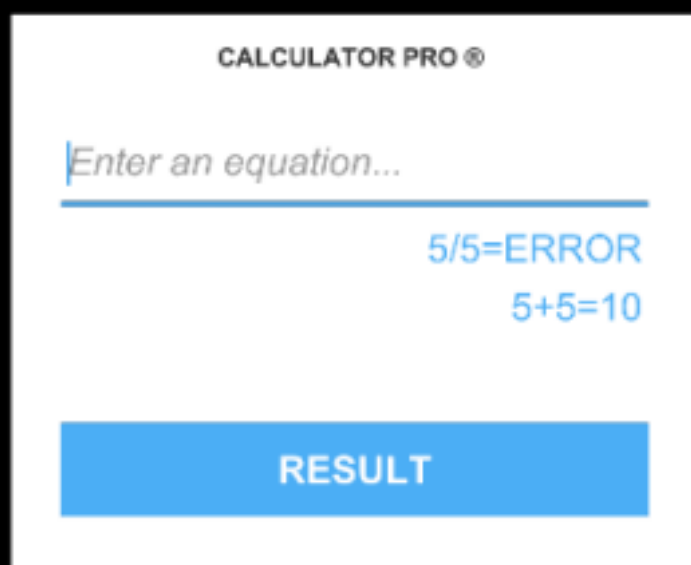 CALCULATOR PRO ®
Enter an equation...
5/5=ERROR
5+5=10
RESULT